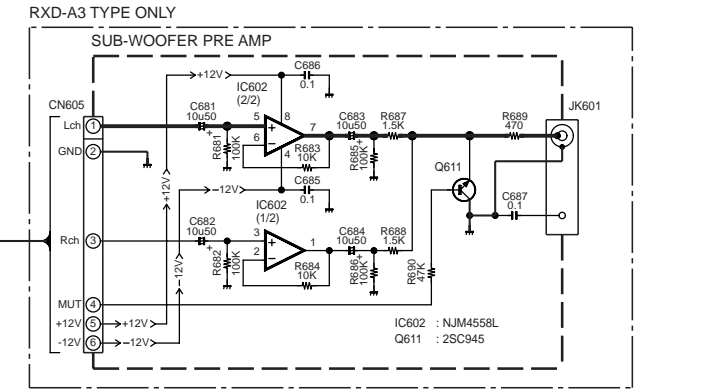 RXD-A3 TYPE ONLY
SUB-WOOFER PRE AMP
+12V
C686
0.1
IC602
(2/2)
CN605
JK601
Lch
1
C681
10u50
+
5
8
+
6
−
4
7
C683
10u50
+
R687
1.5K
R689
470
R681
100K
R683
10K
R685
100K
GND
2
Q611
C685
0.1
−12V
+12V
IC602
(1/2)
C687
0.1
Rch
3
C682
10u50
+
3
+
2
−
1
C684
10u50
+
R688
1.5K
R682
100K
R684
10K
R686
100K
R690
47K
−12V
MUT
4
+12V
5
+12V
-12V
6
−12V
IC602 : NJM4558L
Q611 : 2SC945